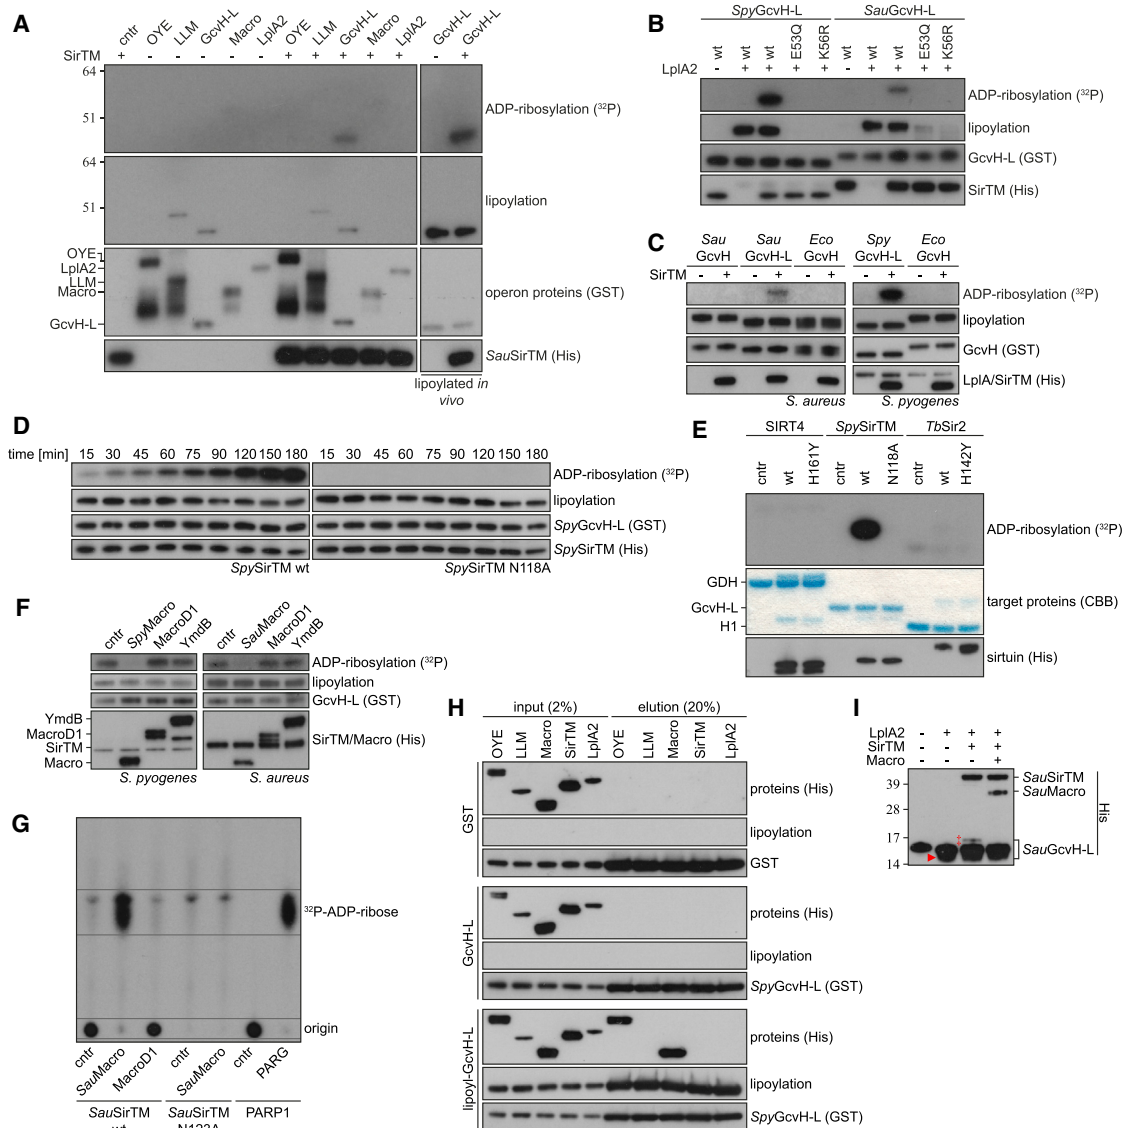 A
cntr OYE LLM GcvH-L Macro LplA2 OYE LLM GcvH-L Macro LplA2 GcvH-L GcvH-L
SirTM + - - - - - + + + + + - +
64
51
ADP-ribosylation (32P)
64
51
lipoylation
OYE
LplA2
LLM
Macro
GcvH-L
operon proteins (GST)
SauSirTM (His)
lipoylated in
vivo
B
SpyGcvH-L SauGcvH-L
wt wt wt E53Q K56R wt wt wt E53Q K56R
LplA2 - + + + + - + + + +
ADP-ribosylation (32P)
lipoylation
GcvH-L (GST)
SirTM (His)
C
Sau Sau Eco Spy Eco
GcvH GcvH-L GcvH GcvH-L GcvH
SirTM - + - + - + - + - +
ADP-ribosylation (32P)
lipoylation
GcvH (GST)
LplA/SirTM (His)
S. aureus S. pyogenes
D
time [min] 15 30 45 60 75 90 120 150 180 15 30 45 60 75 90 120 150 180
ADP-ribosylation (32P)
lipoylation
SpyGcvH-L (GST)
SpySirTM (His)
SpySirTM wt SpySirTM N118A
E
SIRT4 SpySirTM TbSir2
cntr wt H161Y cntr wt N118A cntr wt H142Y
ADP-ribosylation (32P)
GDH
GcvH-L
H1
target proteins (CBB)
sirtuin (His)
F
cntr SpyMacro MacroD1 YmdB cntr SauMacro MacroD1 YmdB
ADP-ribosylation (32P)
lipoylation
GcvH-L (GST)
YmdB
MacroD1
SirTM
Macro
SirTM/Macro (His)
S. pyogenes S. aureus
G
32P-ADP-ribose
origin
cntr SauMacro MacroD1 cntr SauMacro cntr PARG
SauSirTM SauSirTM PARP1
wt N123A
H
input (2%) elution (20%)
OYE LLM Macro SirTM LplA2 OYE LLM Macro SirTM LplA2
GST
proteins (His)
lipoylation
GST
GcvH-L
proteins (His)
lipoylation
SpyGcvH-L (GST)
lipoyl-GcvH-L
proteins (His)
lipoylation
SpyGcvH-L (GST)
I
LplA2 - + + +
SirTM - - + +
Macro - - - +
39
28
17
14
SauSirTM
SauMacro
SauGcvH-L
His